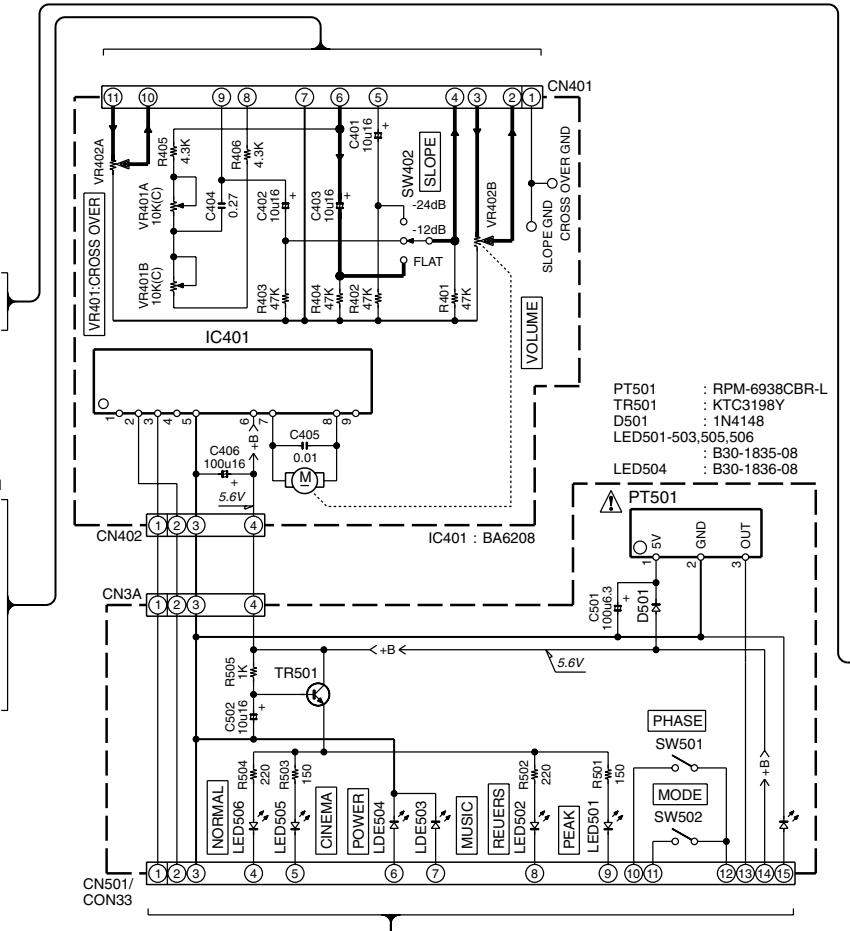 CN401
11 10 9 8 7 6 5 4 3 2 1
VR402A
R405
4.3K
R406
4.3K
C401
10u16
+
SW402
SLOPE
VR401:CROSS OVER
VR401A
10K(C)
C404
0.27
C402
10u16
+
C403
10u16
+
-24dB
-12dB
FLAT
VR402B
SLOPE GND
CROSS OVER GND
VR401B
10K(C)
R403
47K
R404
47K
R402
47K
R401
47K
VOLUME
IC401
1 2 3 4 5 6 7 8 9
+B
C406
100u16
+
C405
0.01
M
5.6V
CN402
1 2 3 4
IC401 : BA6208
PT501 : RPM-6938CBR-L
TR501 : KTC3198Y
D501 : 1N4148
LED501-503,505,506
: B30-1835-08
LED504 : B30-1836-08
PT501
5V GND OUT
1 2 3
CN3A
1 2 3 4
C501
100u6.3
+
D501
+B
5.6V
R505
1K
TR501
C502
10u16
+
PHASE
SW501
R504
220
R503
150
R502
220
R501
150
+B
NORMAL
LED506
LED505
CINEMA
POWER
LDE504
LDE503
MUSIC
REUERS
LED502
PEAK
LED501
MODE
SW502
CN501/
CON33
1 2 3 4 5 6 7 8 9 10 11 12 13 14 15